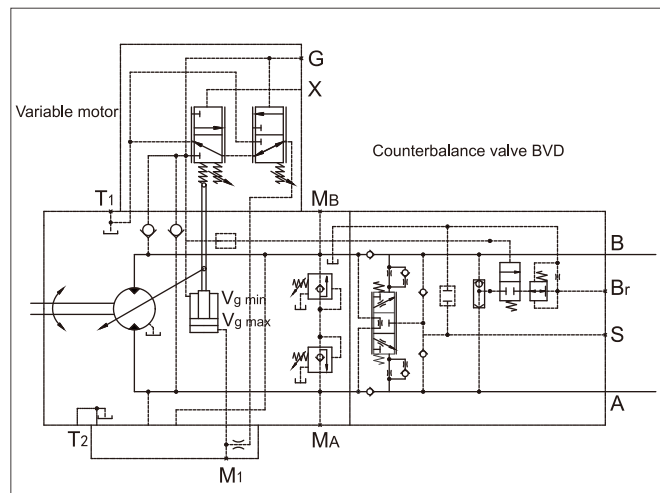 G
X
Variable motor
Counterbalance valve BVD
T1
MB
B
Br
Vg min
Vg max
S
A
T2
MA
M1